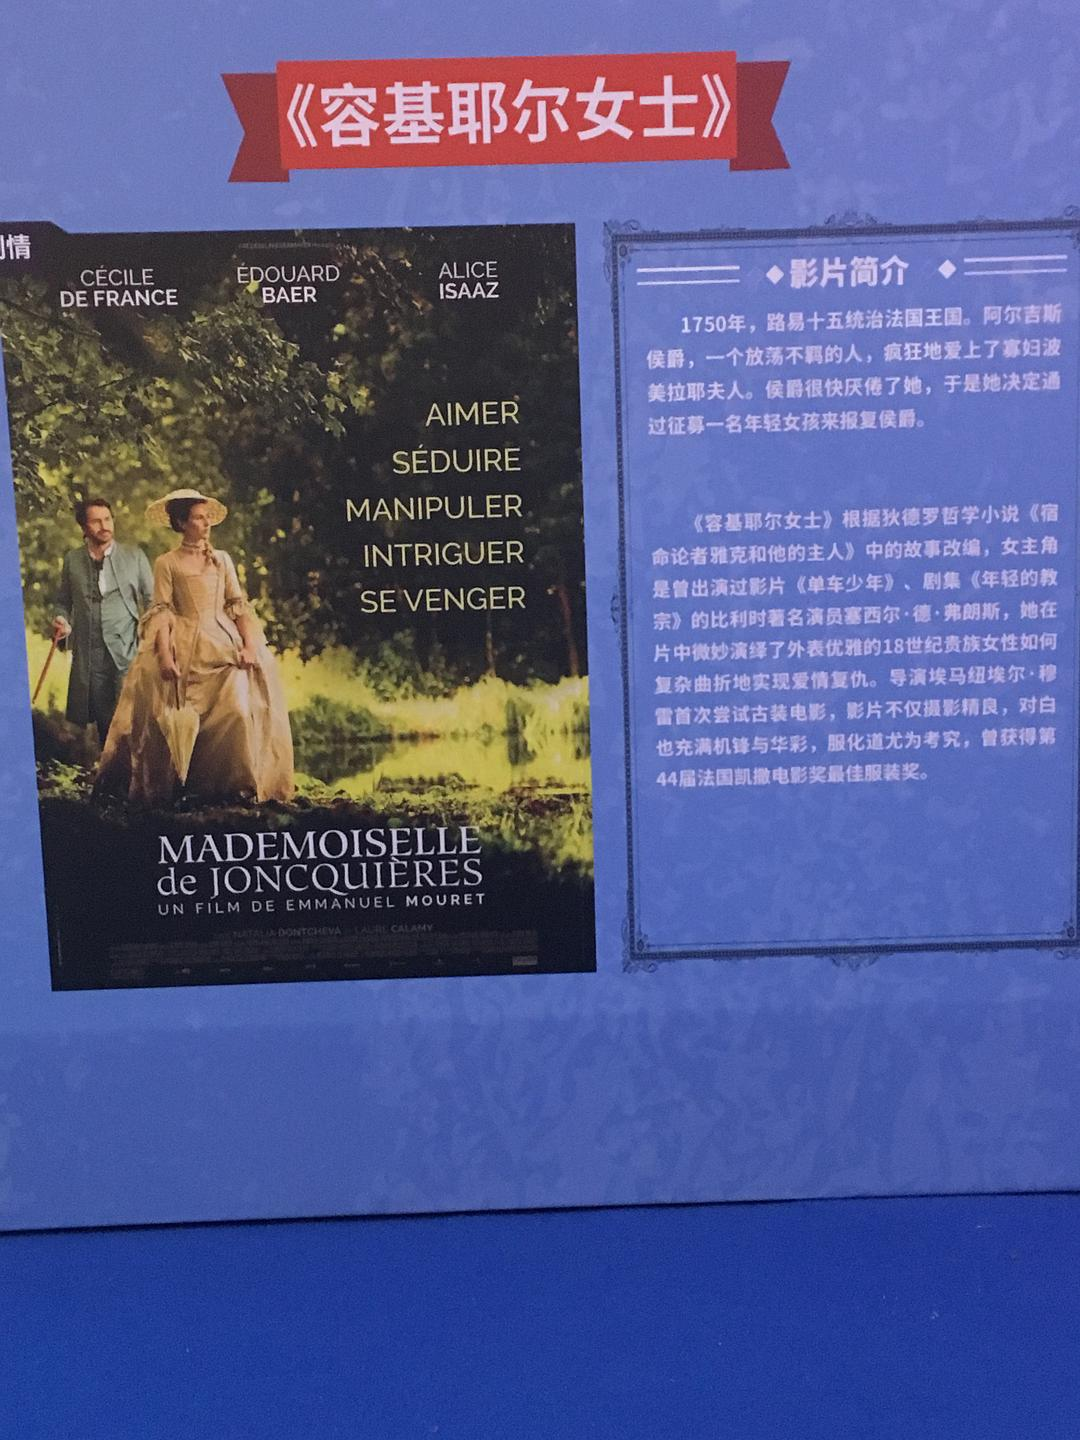 《容基耶尔女士》
情
CÉCILE
DE FRANCE
ÉDOUARD
BAER
ALICE
ISAAZ
AIMER
SÉDUIRE
MANIPULER
INTRIGUER
SE VENGER
MADEMOISELLE
de JONCQUIÈRES
UN FILM DE EMMANUEL MOURET
NATALIA DONTCHEVA LAURE CALAMY
◆影片简介 ◆
1750年，路易十五统治法国王国。阿尔吉斯
侯爵，一个放荡不羁的人，疯狂地爱上了寡妇波
美拉耶夫人。侯爵很快厌倦了她，于是她决定通
过征募一名年轻女孩来报复侯爵。
《容基耶尔女士》根据狄德罗哲学小说《宿
命论者雅克和他的主人》中的故事改编，女主角
是曾出演过影片《单车少年》、剧集《年轻的教
宗》的比利时著名演员塞西尔·德·弗朗斯，她在
片中微妙演绎了外表优雅的18世纪贵族女性如何
复杂曲折地实现爱情复仇。导演埃马纽埃尔·穆
雷首次尝试古装电影，影片不仅摄影精良，对白
也充满机锋与华彩，服化道尤为考究，曾获得第
44届法国凯撒电影奖最佳服装奖。